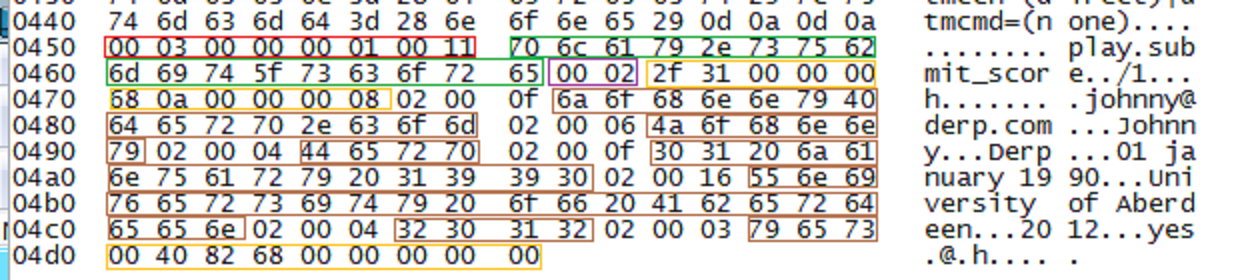 0440 74 6d 63 6d 64 3d 28 6e 6f 6e 65 29 0d 0a 0d 0a tmcmd=(n one)....
0450 00 03 00 00 00 01 00 11 70 6c 61 79 2e 73 75 62 ........ play.sub
0460 6d 69 74 5f 73 63 6f 72 65 00 02 2f 31 00 00 00 mit_scor e../1...
0470 68 0a 00 00 00 08 02 00 0f 6a 6f 68 6e 6e 79 40 h....... .johnny@
0480 64 65 72 70 2e 63 6f 6d 02 00 06 4a 6f 68 6e 6e derp.com ...Johnn
0490 79 02 00 04 44 65 72 70 02 00 0f 30 31 20 6a 61 y...Derp ...01 ja
04a0 6e 75 61 72 79 20 31 39 39 30 02 00 16 55 6e 69 nuary 19 90...Uni
04b0 76 65 72 73 69 74 79 20 6f 66 20 41 62 65 72 64 versity of Aberd
04c0 65 65 6e 02 00 04 32 30 31 32 02 00 03 79 65 73 een...20 12...yes
04d0 00 40 82 68 00 00 00 00 00 .@.h.... .